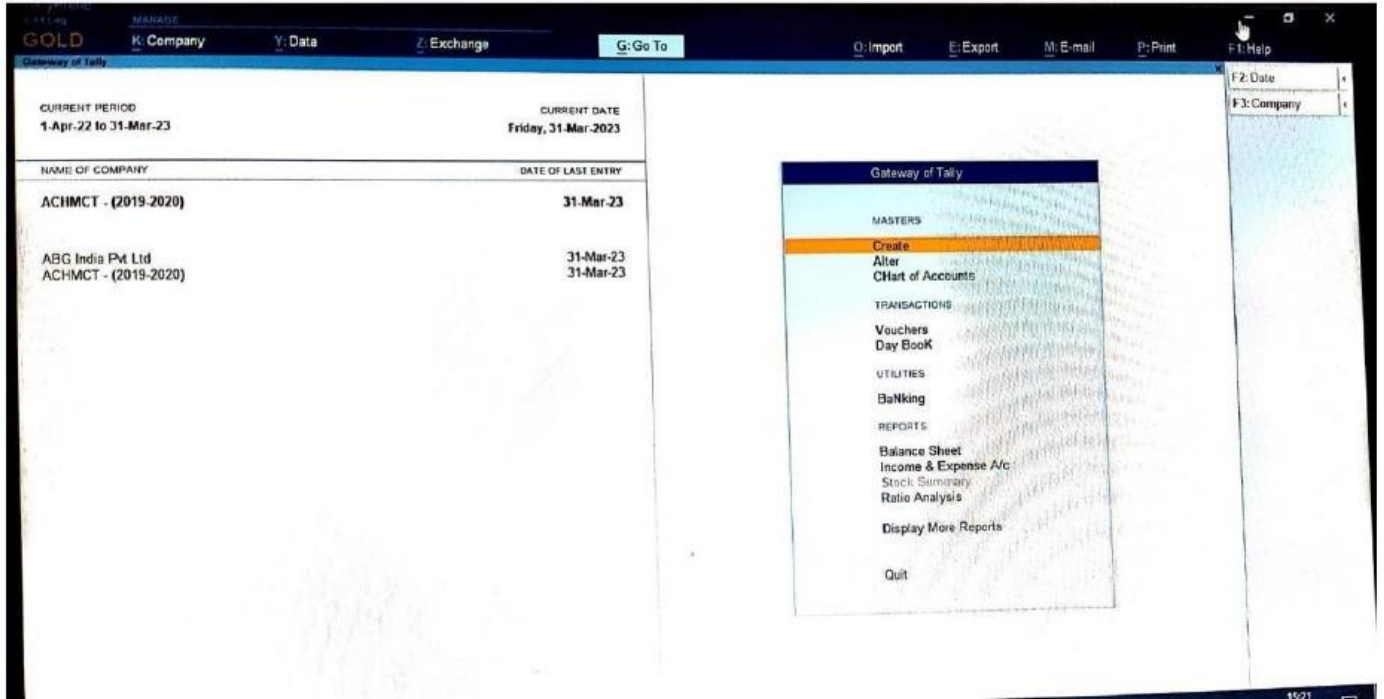 MANAGE
GOLD K: Company Y: Data Z: Exchange G: Go To O: Import E: Export M: E-mail P: Print F1: Help
Gateway of Tally
F2: Date
F3: Company
CURRENT PERIOD CURRENT DATE
1-Apr-22 to 31-Mar-23 Friday, 31-Mar-2023
NAME OF COMPANY DATE OF LAST ENTRY
ACHMCT - (2019-2020) 31-Mar-23
ABG India Pvt Ltd 31-Mar-23
ACHMCT - (2019-2020) 31-Mar-23
Gateway of Tally
MASTERS
Create
Alter
CHart of Accounts
TRANSACTIONS
Vouchers
Day BooK
UTILITIES
BaNking
REPORTS
Balance Sheet
Income & Expense A/c
Stock Summary
Ratio Analysis
Display More Reports
Quit
15:21